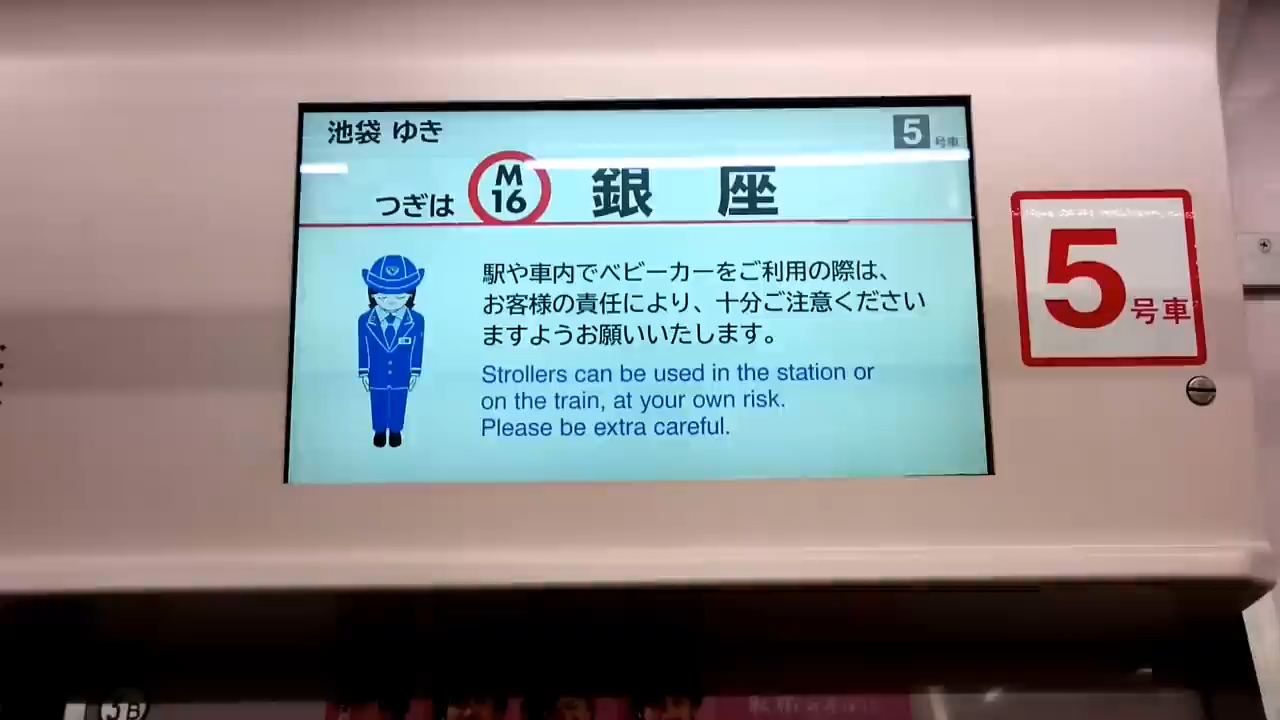 池袋 ゆき
5 号車
つぎは M 16 銀 座
駅や車内でベビーカーをご利用の際は、
お客様の責任により、十分ご注意ください
ますようお願いいたします。
Strollers can be used in the station or
on the train, at your own risk.
Please be extra careful.
5 号車